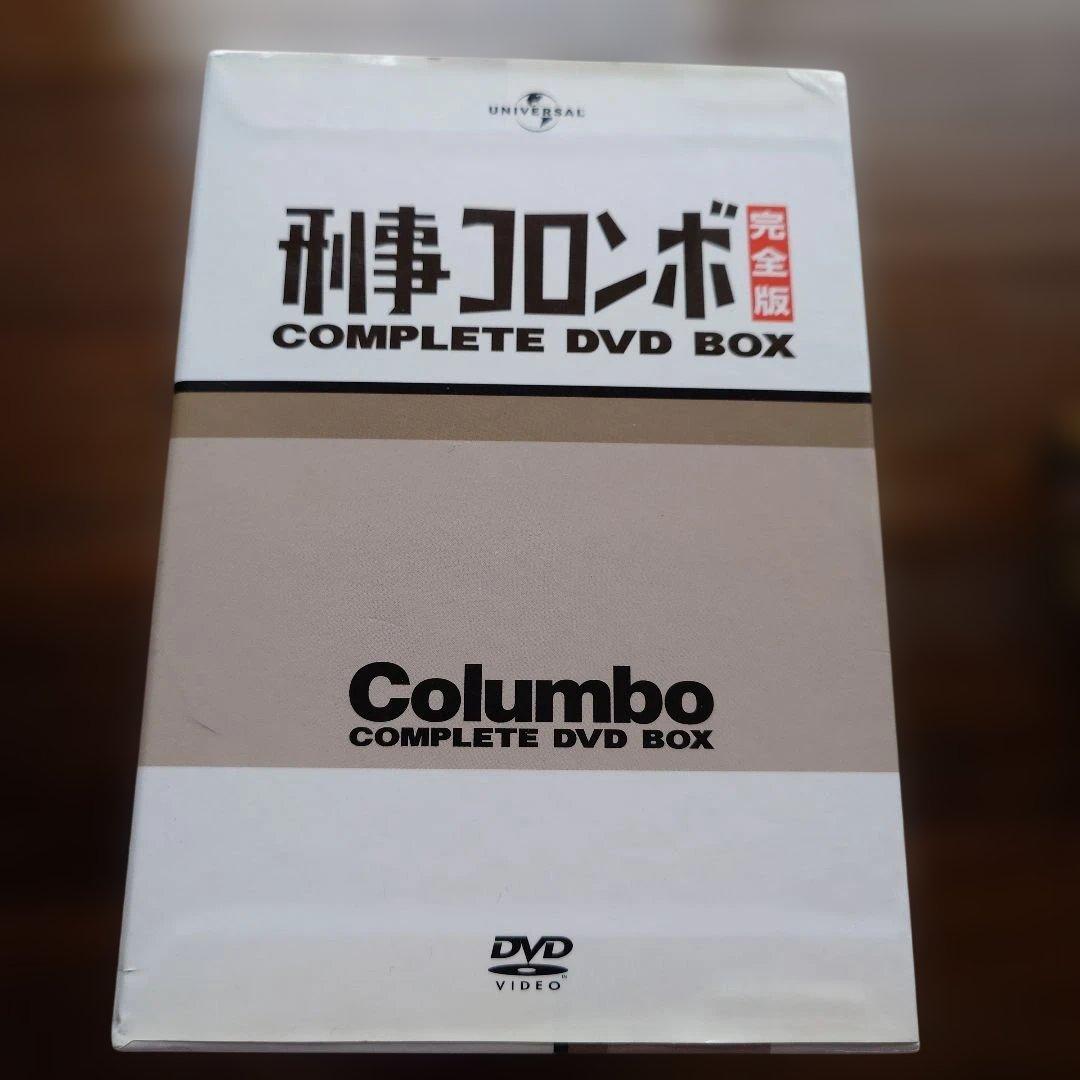 UNIVERSAL
刑事コロンボ 完全版
COMPLETE DVD BOX
Columbo
COMPLETE DVD BOX
DVD
VIDEO